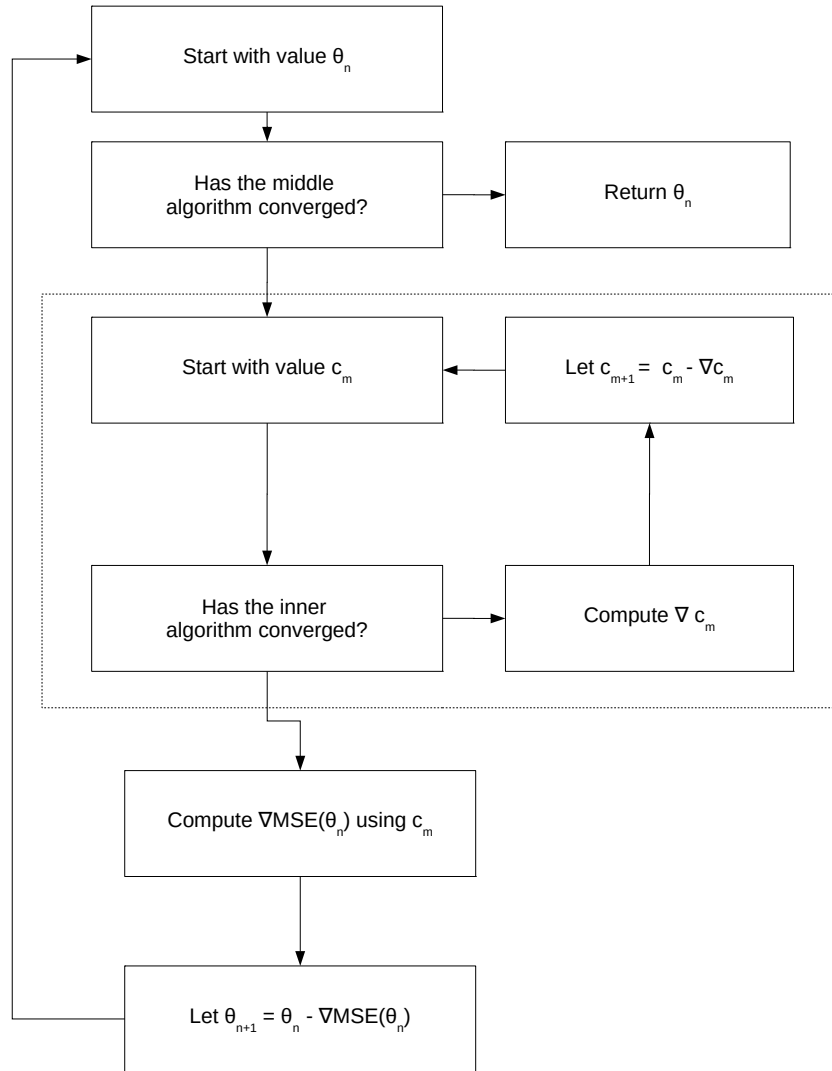 Start with value θₙ
Has the middle
algorithm converged?
Return θₙ
Start with value cₘ
Let cₘ₊₁ = cₘ - ∇cₘ
Has the inner
algorithm converged?
Compute ∇ cₘ
Compute ∇MSE(θₙ) using cₘ
Let θₙ₊₁ = θₙ - ∇MSE(θₙ)